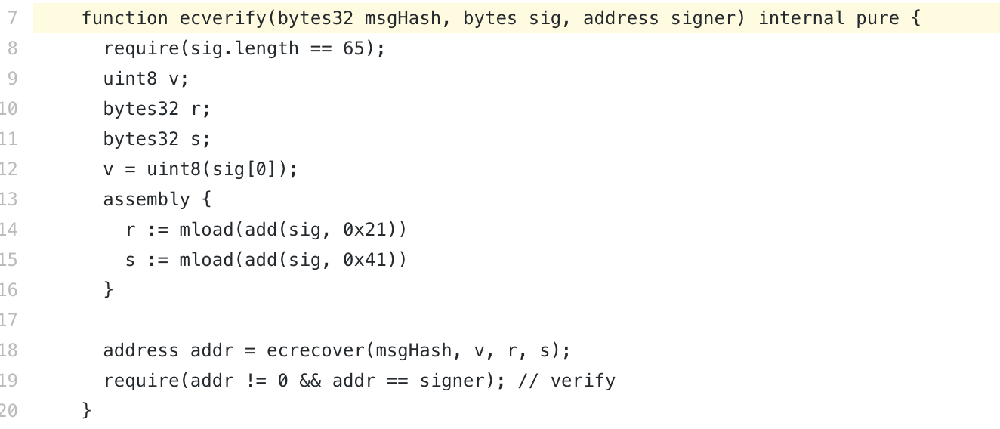 7 function ecverify(bytes32 msgHash, bytes sig, address signer) internal pure {
8 require(sig.length == 65);
9 uint8 v;
10 bytes32 r;
11 bytes32 s;
12 v = uint8(sig[0]);
13 assembly {
14 r := mload(add(sig, 0x21))
15 s := mload(add(sig, 0x41))
16 }
17
18 address addr = ecrecover(msgHash, v, r, s);
19 require(addr != 0 && addr == signer); // verify
20 }